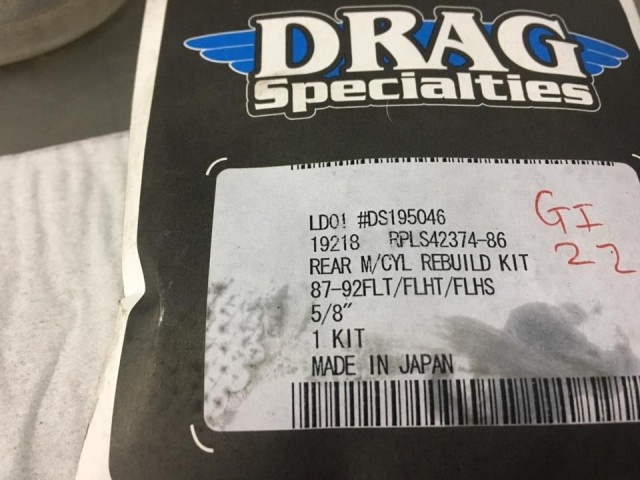 DRAG
Specialties
LDO! #DS195046
19218 RPLS42374-86
REAR M/CYL REBUILD KIT
87-92FLT/FLHT/FLHS
5/8"
1 KIT
MADE IN JAPAN
GI
22